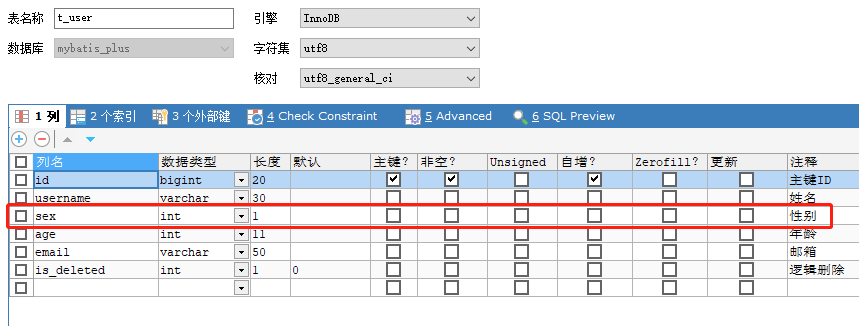 表名称 t_user 引擎 InnoDB
数据库 mybatis_plus 字符集 utf8
核对 utf8_general_ci
1 列 2 个索引 3 个外部键 4 Check Constraint 5 Advanced 6 SQL Preview
列名 数据类型 长度 默认 主键? 非空? Unsigned 自增? Zerofill? 更新 注释
id bigint 20 主键ID
username varchar 30 姓名
sex int 1 性别
age int 11 年龄
email varchar 50 邮箱
is_deleted int 1 0 逻辑删除